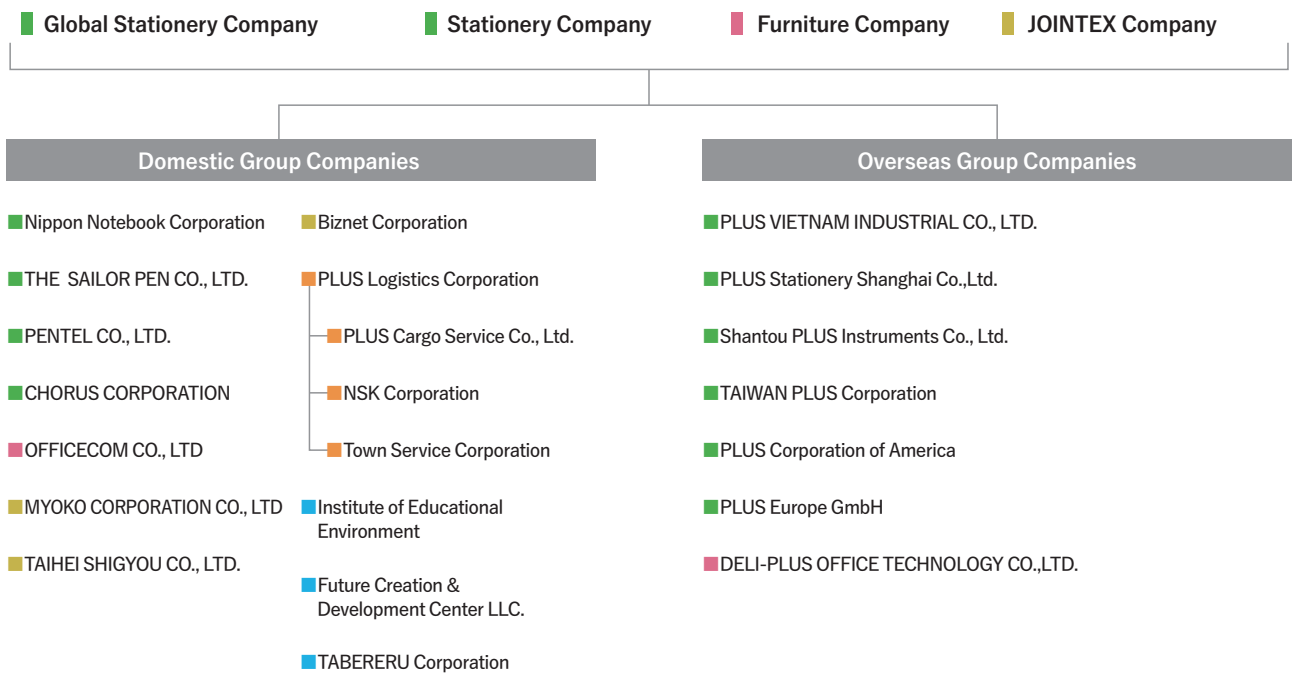 Global Stationery Company
Stationery Company
Furniture Company
JOINTEX Company
Domestic Group Companies
Nippon Notebook Corporation
THE SAILOR PEN CO., LTD.
PENTEL CO., LTD.
CHORUS CORPORATION
OFFICECOM CO., LTD
MYOKO CORPORATION CO., LTD
TAIHEI SHIGYOU CO., LTD.
Biznet Corporation
PLUS Logistics Corporation
PLUS Cargo Service Co., Ltd.
NSK Corporation
Town Service Corporation
Institute of Educational
Environment
Future Creation &
Development Center LLC.
TABERERU Corporation
Overseas Group Companies
PLUS VIETNAM INDUSTRIAL CO., LTD.
PLUS Stationery Shanghai Co.,Ltd.
Shantou PLUS Instruments Co., Ltd.
TAIWAN PLUS Corporation
PLUS Corporation of America
PLUS Europe GmbH
DELI-PLUS OFFICE TECHNOLOGY CO.,LTD.